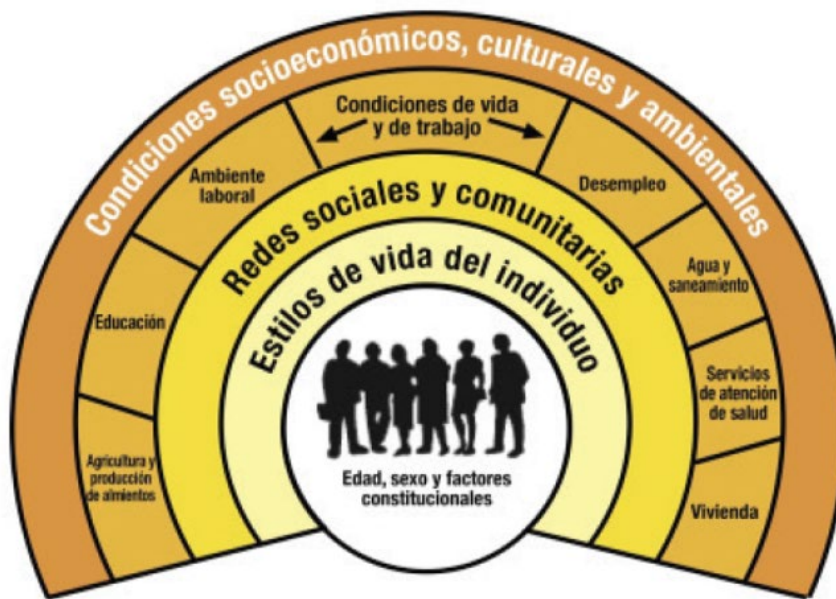 Condiciones socioeconómicos, culturales y ambientales
Condiciones de vida
y de trabajo
Ambiente
laboral
Desempleo
Educación
Agua y
saneamiento
Agricultura y
producción
de almientos
Servicios
de atención
de salud
Vivienda
Redes sociales y comunitarias
Estilos de vida del individuo
Edad, sexo y factores
constitucionales